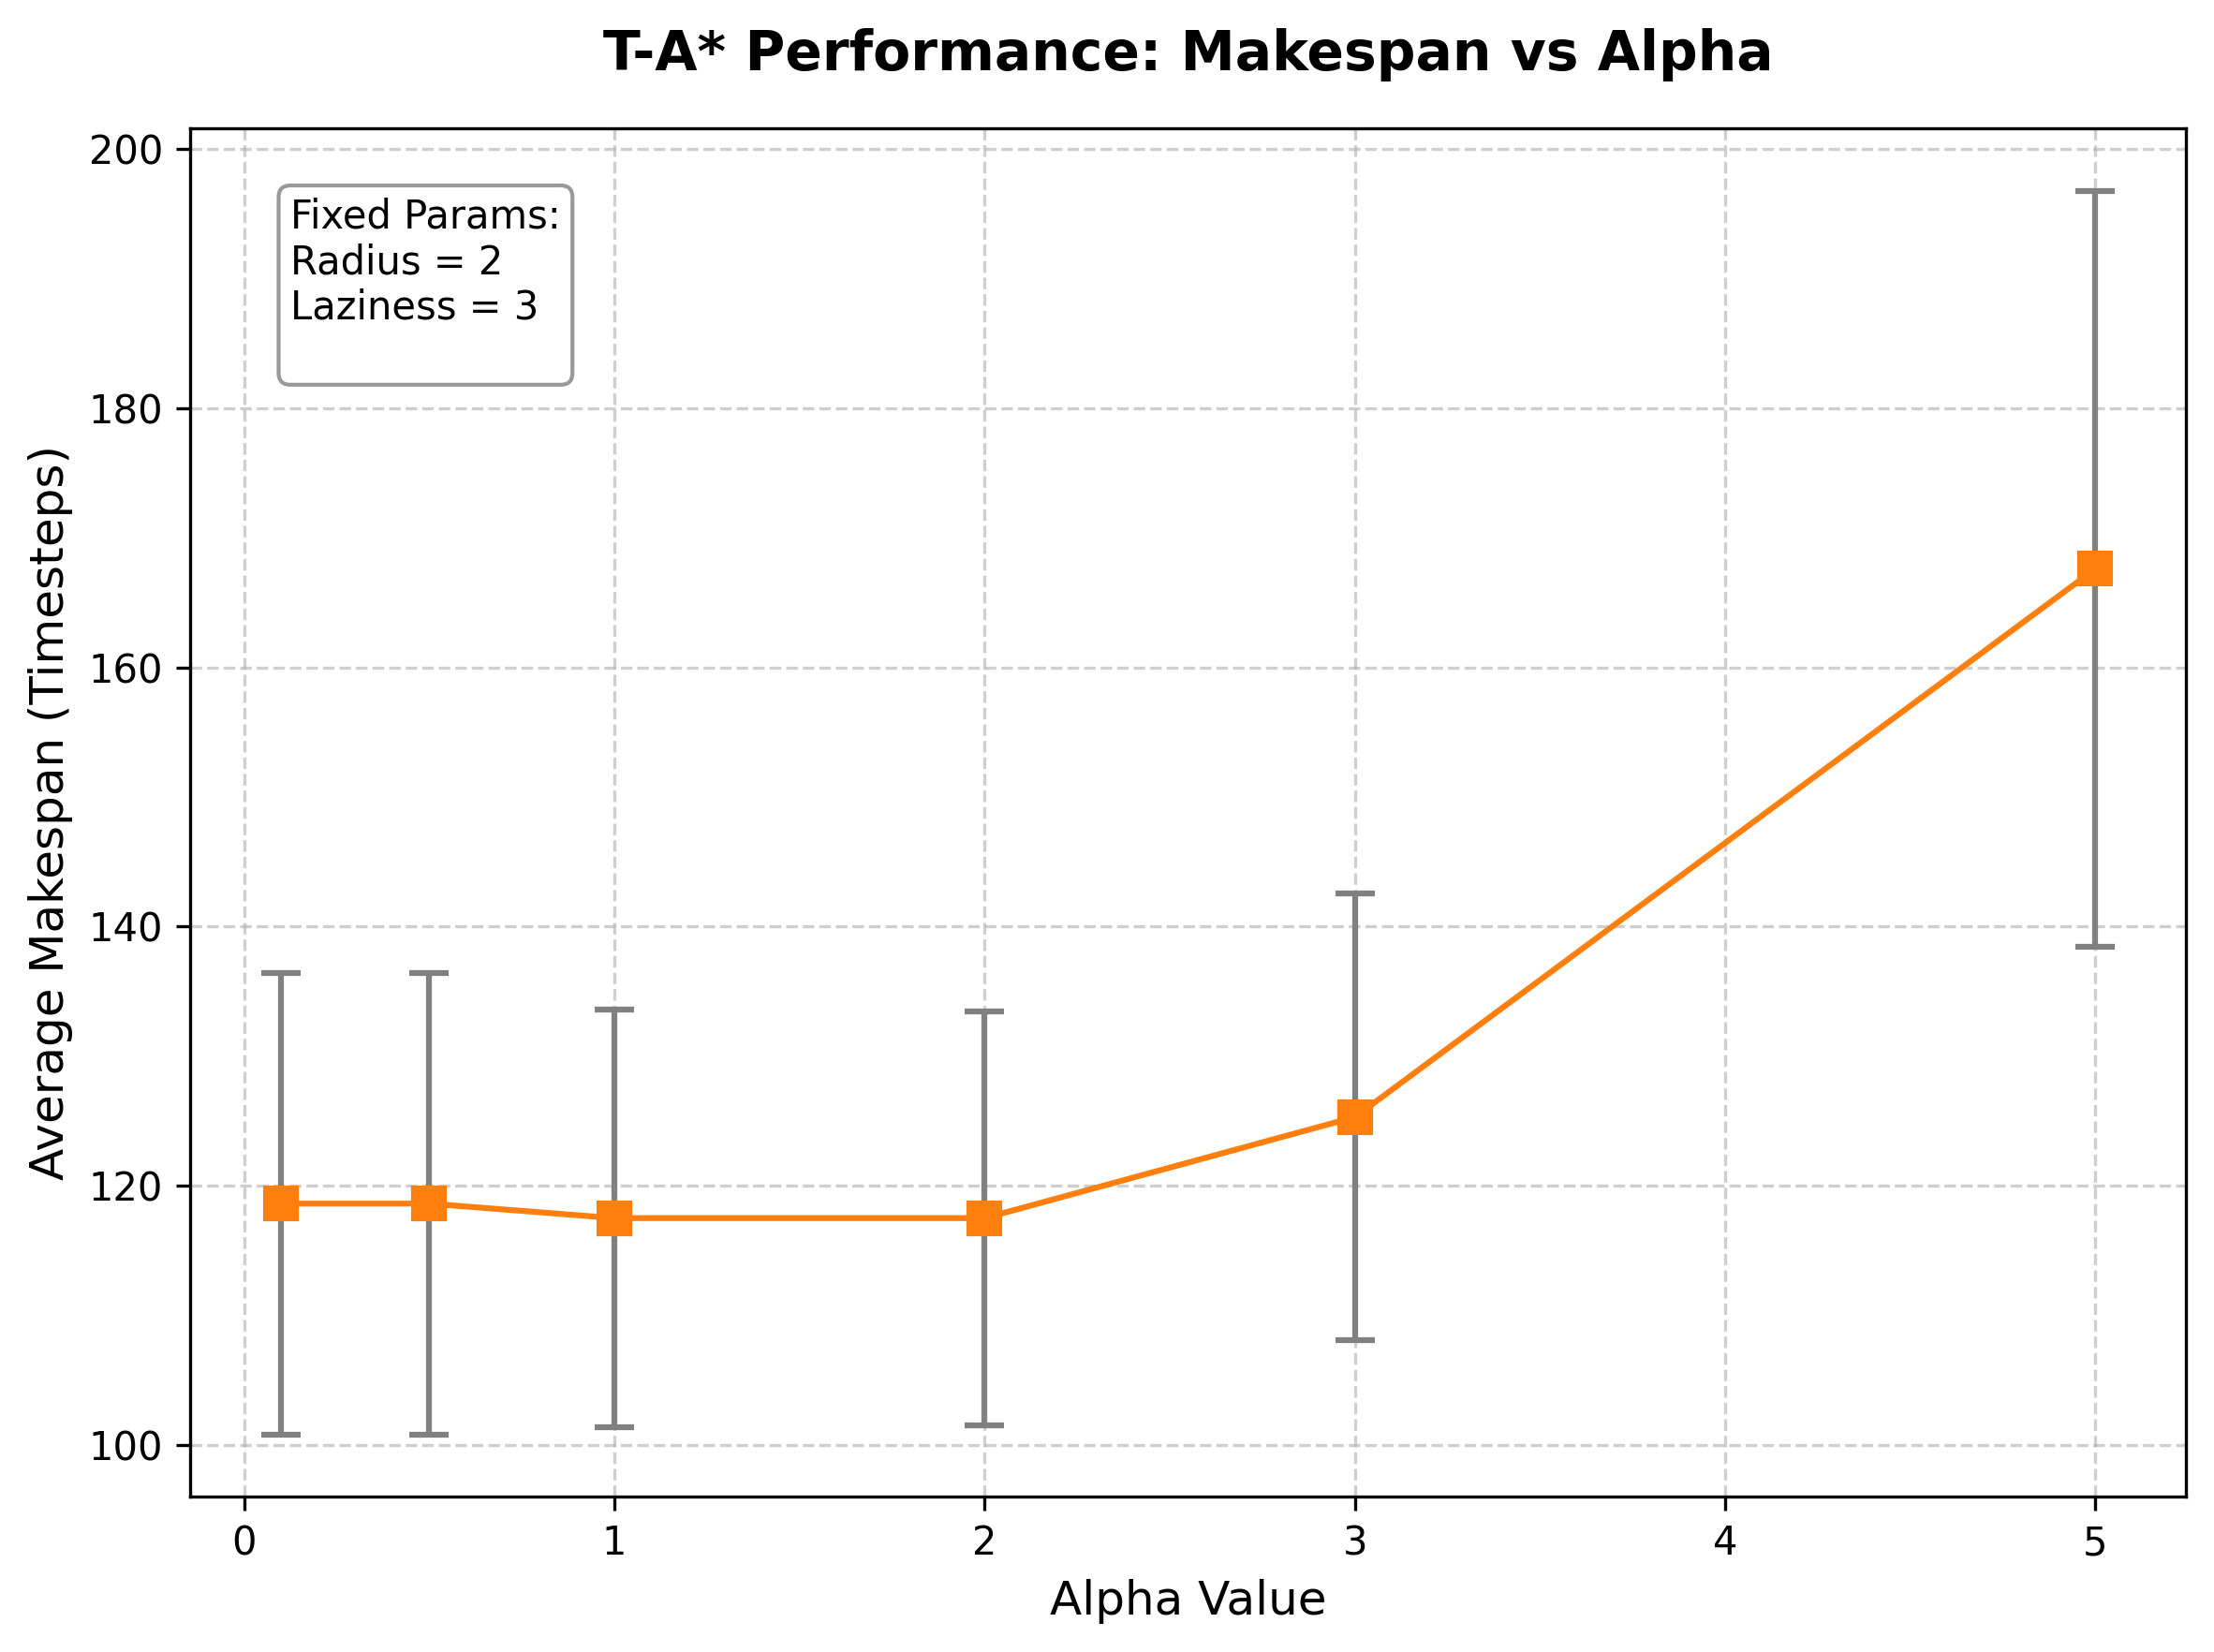 T-A* Performance: Makespan vs Alpha
Fixed Params:
Radius = 2
Laziness = 3
Average Makespan (Timesteps)
200
180
160
140
120
100
0 1 2 3 4 5
Alpha Value